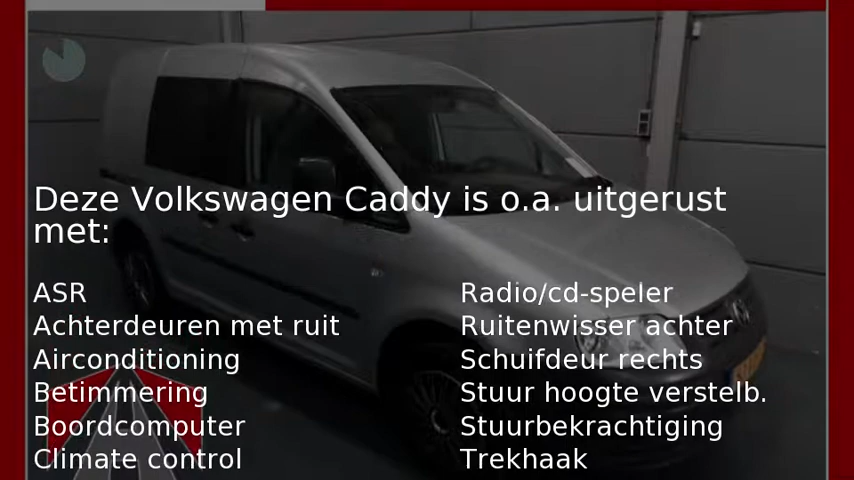 Deze Volkswagen Caddy is o.a. uitgerust
met:
ASR
Achterdeuren met ruit
Airconditioning
Betimmering
Boordcomputer
Climate control
Radio/cd-speler
Ruitenwisser achter
Schuifdeur rechts
Stuur hoogte verstelb.
Stuurbekrachtiging
Trekhaak